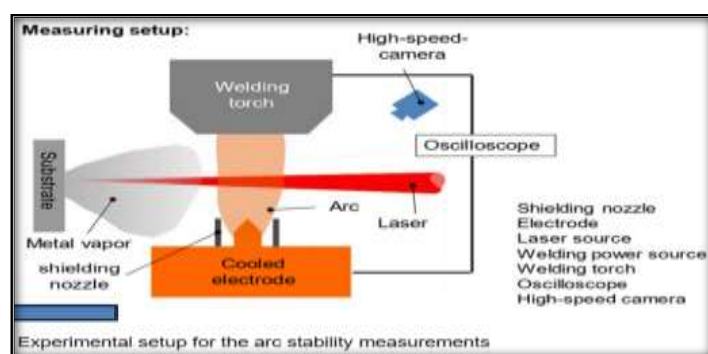 Measuring setup:
High-speed-
camera
Welding
torch
Oscilloscope
Substrate
Arc
Laser
Metal vapor
shielding
nozzle
Cooled
electrode
Shielding nozzle
Electrode
Laser source
Welding power source
Welding torch
Oscilloscope
High-speed camera
Experimental setup for the arc stability measurements